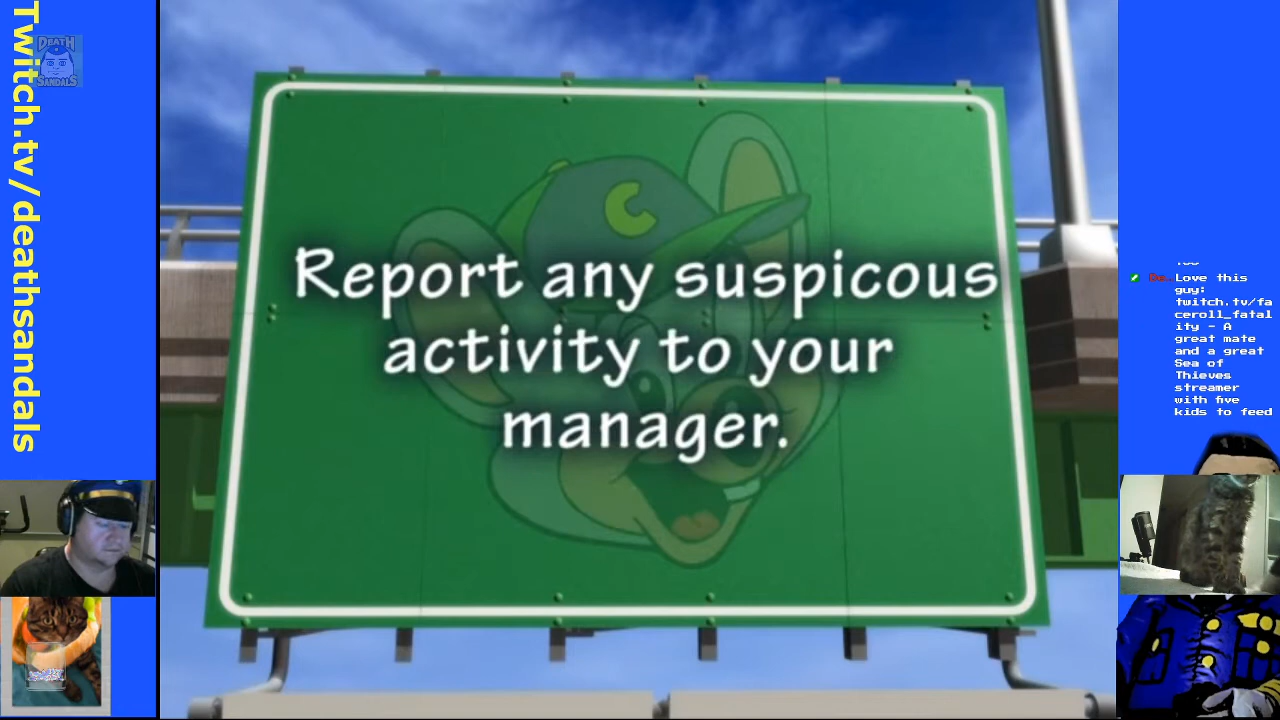 Twitch.tv/deathsandals
DEATH
SANDALS
Report any suspicous
activity to your
manager.
Love this
guy:
twitch.tv/fa
ceroll_fatal
ity - A
great mate
and a great
Sea of
Thieves
streamer
with five
kids to feed